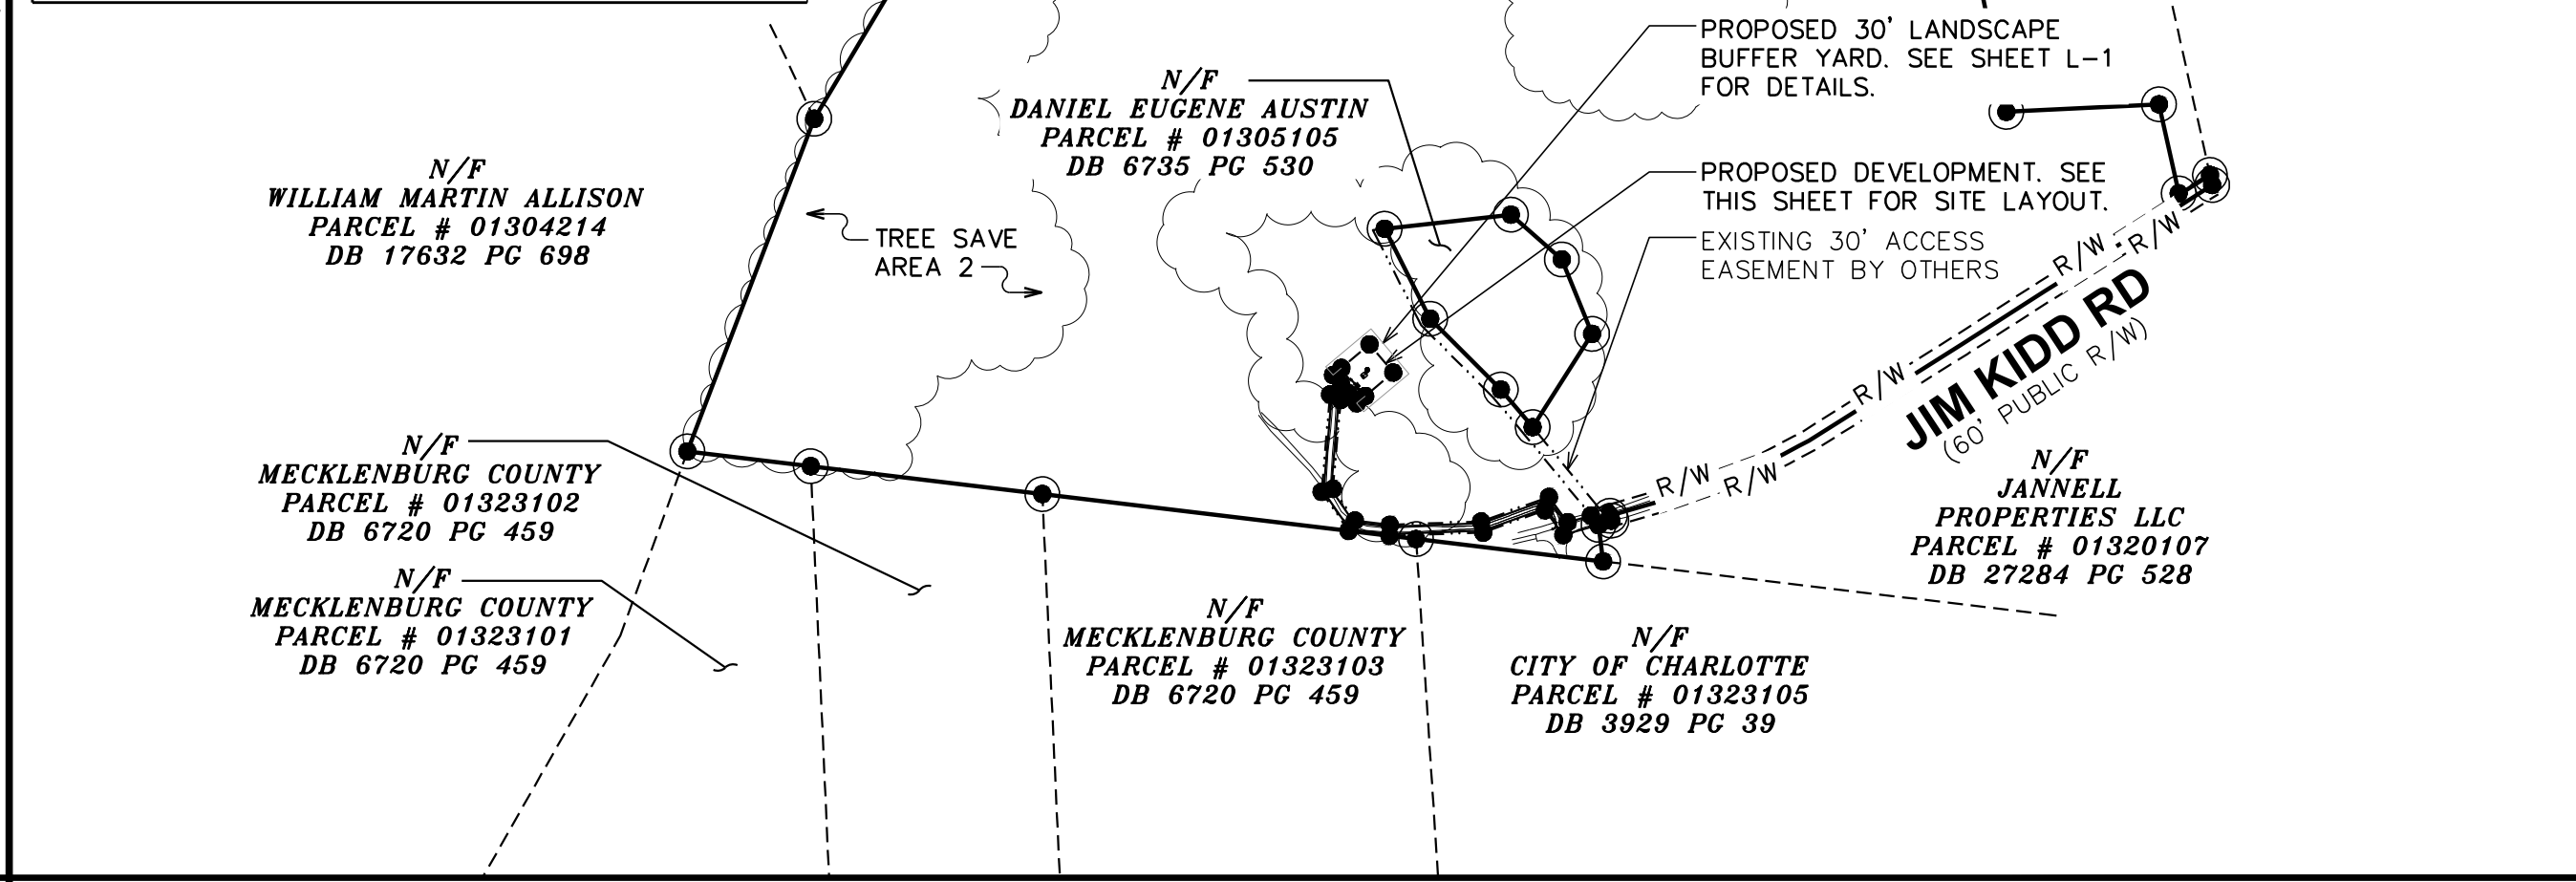 PROPOSED 30' LANDSCAPE
BUFFER YARD. SEE SHEET L-1
FOR DETAILS.
N/F
DANIEL EUGENE AUSTIN
PARCEL # 01305105
DB 6735 PG 530
N/F
WILLIAM MARTIN ALLISON
PARCEL # 01304214
DB 17632 PG 698
PROPOSED DEVELOPMENT. SEE
THIS SHEET FOR SITE LAYOUT.
TREE SAVE
AREA 2
EXISTING 30' ACCESS
EASEMENT BY OTHERS
R/W
R/W
R/W
R/W
R/W
JIM KIDD RD
(60' PUBLIC R/W)
N/F
MECKLENBURG COUNTY
PARCEL # 01323102
DB 6720 PG 459
N/F
JANNELL
PROPERTIES LLC
PARCEL # 01320107
DB 27284 PG 528
N/F
MECKLENBURG COUNTY
PARCEL # 01323101
DB 6720 PG 459
N/F
MECKLENBURG COUNTY
PARCEL # 01323103
DB 6720 PG 459
N/F
CITY OF CHARLOTTE
PARCEL # 01323105
DB 3929 PG 39